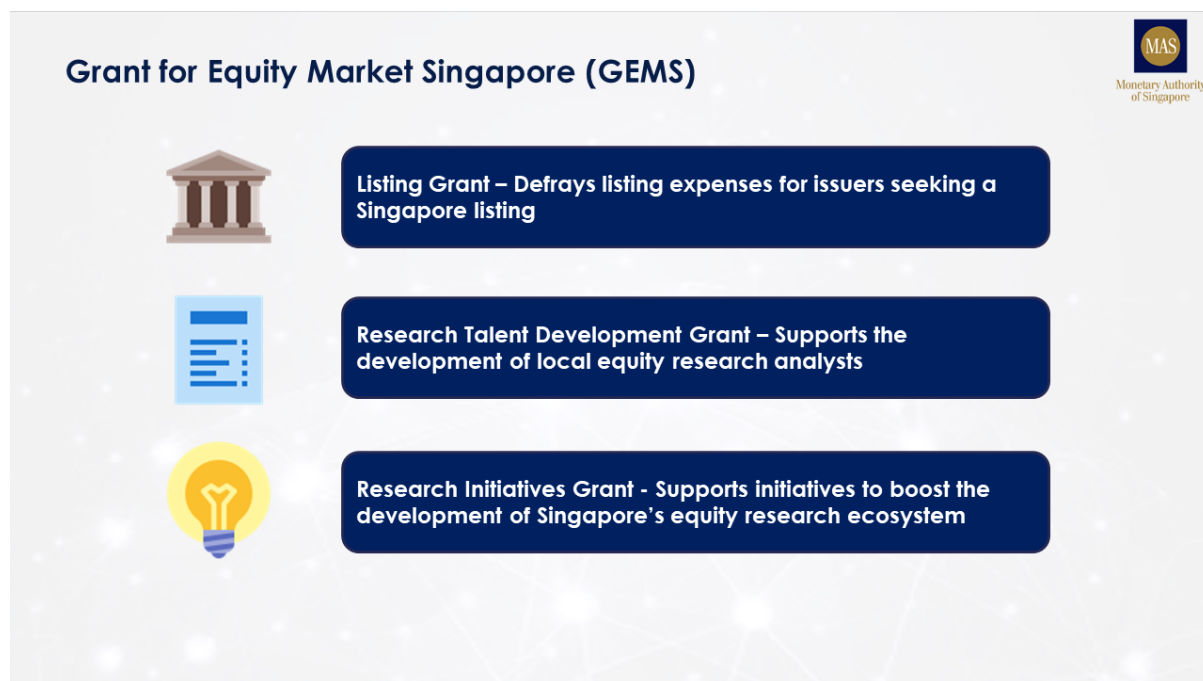 Grant for Equity Market Singapore (GEMS)
MAS
Monetary Authority
of Singapore
Listing Grant – Defrays listing expenses for issuers seeking a
Singapore listing
Research Talent Development Grant – Supports the
development of local equity research analysts
Research Initiatives Grant - Supports initiatives to boost the
development of Singapore’s equity research ecosystem